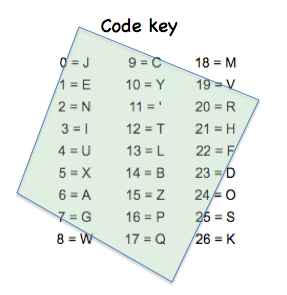 Code key
0 = J 9 = C 18 = M
1 = E 10 = Y 19 = V
2 = N 11 = ' 20 = R
3 = I 12 = T 21 = H
4 = U 13 = L 22 = F
5 = X 14 = B 23 = D
6 = A 15 = Z 24 = O
7 = G 16 = P 25 = S
8 = W 17 = Q 26 = K